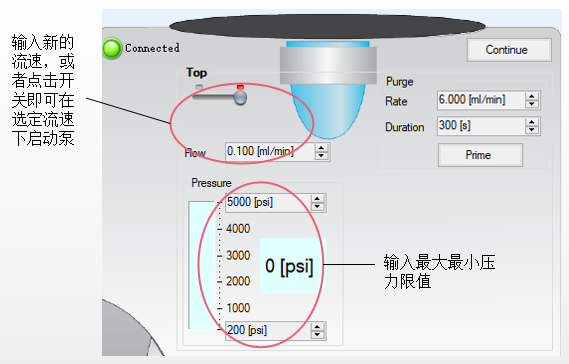 输入新的
流速，或
者点击开
关即可在
选定流速
下启动泵
Connected
Continue
Top
Flow
0.100 [ml/min]
Purge
Rate
6.000 [ml/min]
Duration
300 [s]
Prime
Pressure
5000 [psi]
4000
3000
2000
1000
200 [psi]
0 [psi]
输入最大最小压
力限值